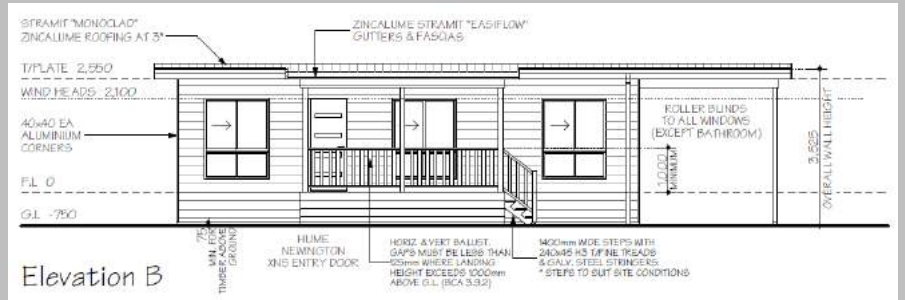 STRAMIT "MONOCLAD"
ZINCALUME ROOFING AT 3°
ZINCALUME STRAMIT "EASIFLOW"
GUTTERS & FASCIAS
T/PLATE 2,550
WIND HEADS 2,100
40x40 EA
ALUMINIUM
CORNERS
ROLLER BLINDS
TO ALL WINDOWS
(EXCEPT BATHROOM)
1,000
MINIMUM
3,525
OVERALL WALL HEIGHT
F.L 0
G.L -750
75
MIN. FOR
TIMBER ABOVE
GROUND
HUME
NEWINGTON
XN5 ENTRY DOOR
HORIZ & VERT BALLUST.
GAPS MUST BE LESS THAN
125mm WHERE LANDING
HEIGHT EXCEEDS 1000mm
ABOVE G.L (BCA 3.9.2)
1400mm WIDE STEPS WITH
240x45 H3 T/PINE TREADS
& GALV. STEEL STRINGERS.
* STEPS TO SUIT SITE CONDITIONS
Elevation B